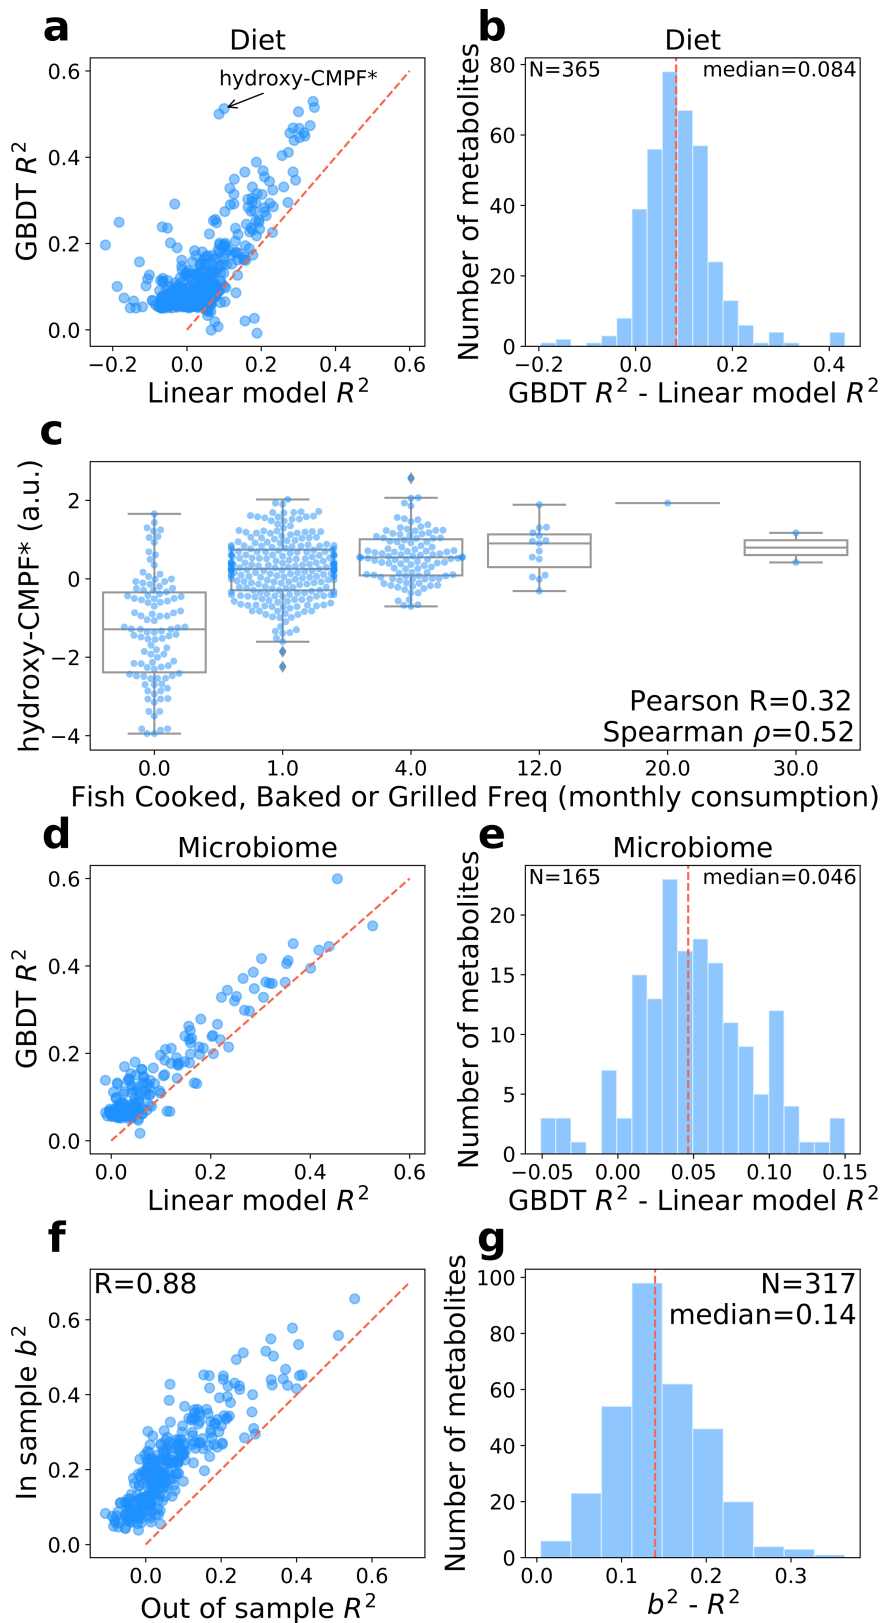 a
Diet
hydroxy-CMPF*
0.6
0.4
0.2
0.0
GBDT R²
−0.2 0.0 0.2 0.4 0.6
Linear model R²
b
Diet
N=365 median=0.084
80
60
40
20
0
Number of metabolites
−0.2 0.0 0.2 0.4
GBDT R² - Linear model R²
c
2
0
−2
−4
hydroxy-CMPF* (a.u.)
Pearson R=0.32
Spearman ρ=0.52
0.0 1.0 4.0 12.0 20.0 30.0
Fish Cooked, Baked or Grilled Freq (monthly consumption)
d
Microbiome
0.6
0.4
0.2
0.0
GBDT R²
0.0 0.2 0.4 0.6
Linear model R²
e
Microbiome
N=165 median=0.046
20
15
10
5
0
Number of metabolites
−0.05 0.00 0.05 0.10 0.15
GBDT R² - Linear model R²
f
R=0.88
0.6
0.4
0.2
0.0
In sample b²
0.0 0.2 0.4 0.6
Out of sample R²
g
N=317
median=0.14
100
80
60
40
20
0
Number of metabolites
0.0 0.1 0.2 0.3
b² - R²